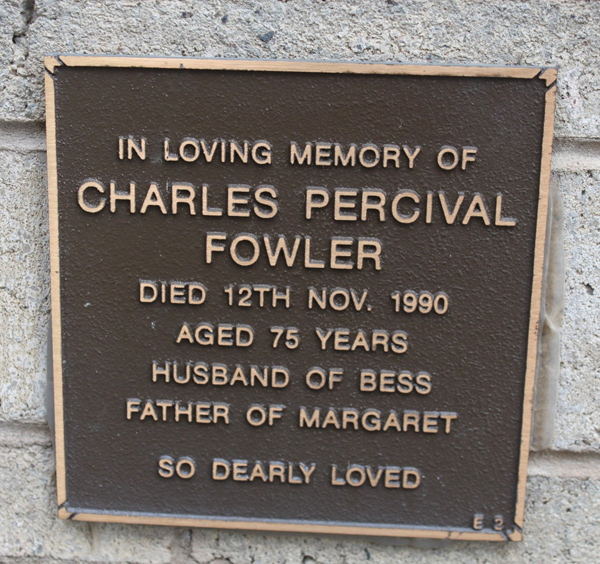 IN LOVING MEMORY OF
CHARLES PERCIVAL
FOWLER
DIED 12TH NOV. 1990
AGED 75 YEARS
HUSBAND OF BESS
FATHER OF MARGARET
SO DEARLY LOVED
E 2